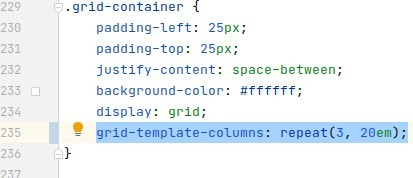 229 .grid-container {
230 padding-left: 25px;
231 padding-top: 25px;
232 justify-content: space-between;
233 background-color: #ffffff;
234 display: grid;
235 grid-template-columns: repeat(3, 20em);
236 }